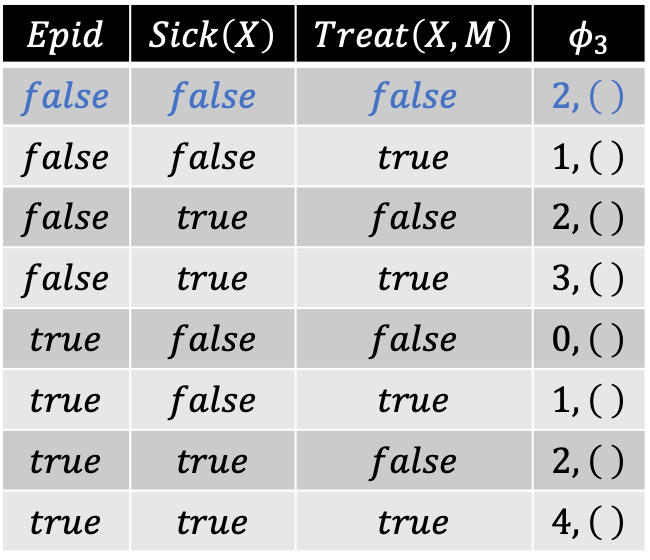 Epid Sick(X) Treat(X, M) ϕ₃
false false false 2, ( )
false false true 1, ( )
false true false 2, ( )
false true true 3, ( )
true false false 0, ( )
true false true 1, ( )
true true false 2, ( )
true true true 4, ( )